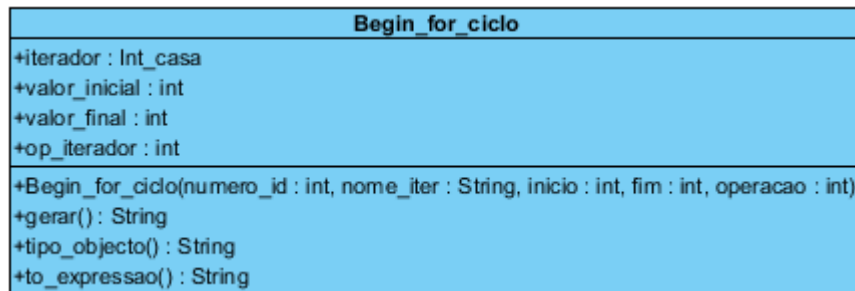 Begin_for_ciclo
+iterador : Int_casa
+valor_inicial : int
+valor_final : int
+op_iterador : int
+Begin_for_ciclo(numero_id : int, nome_iter : String, inicio : int, fim : int, operacao : int)
+gerar() : String
+tipo_objecto() : String
+to_expressao() : String